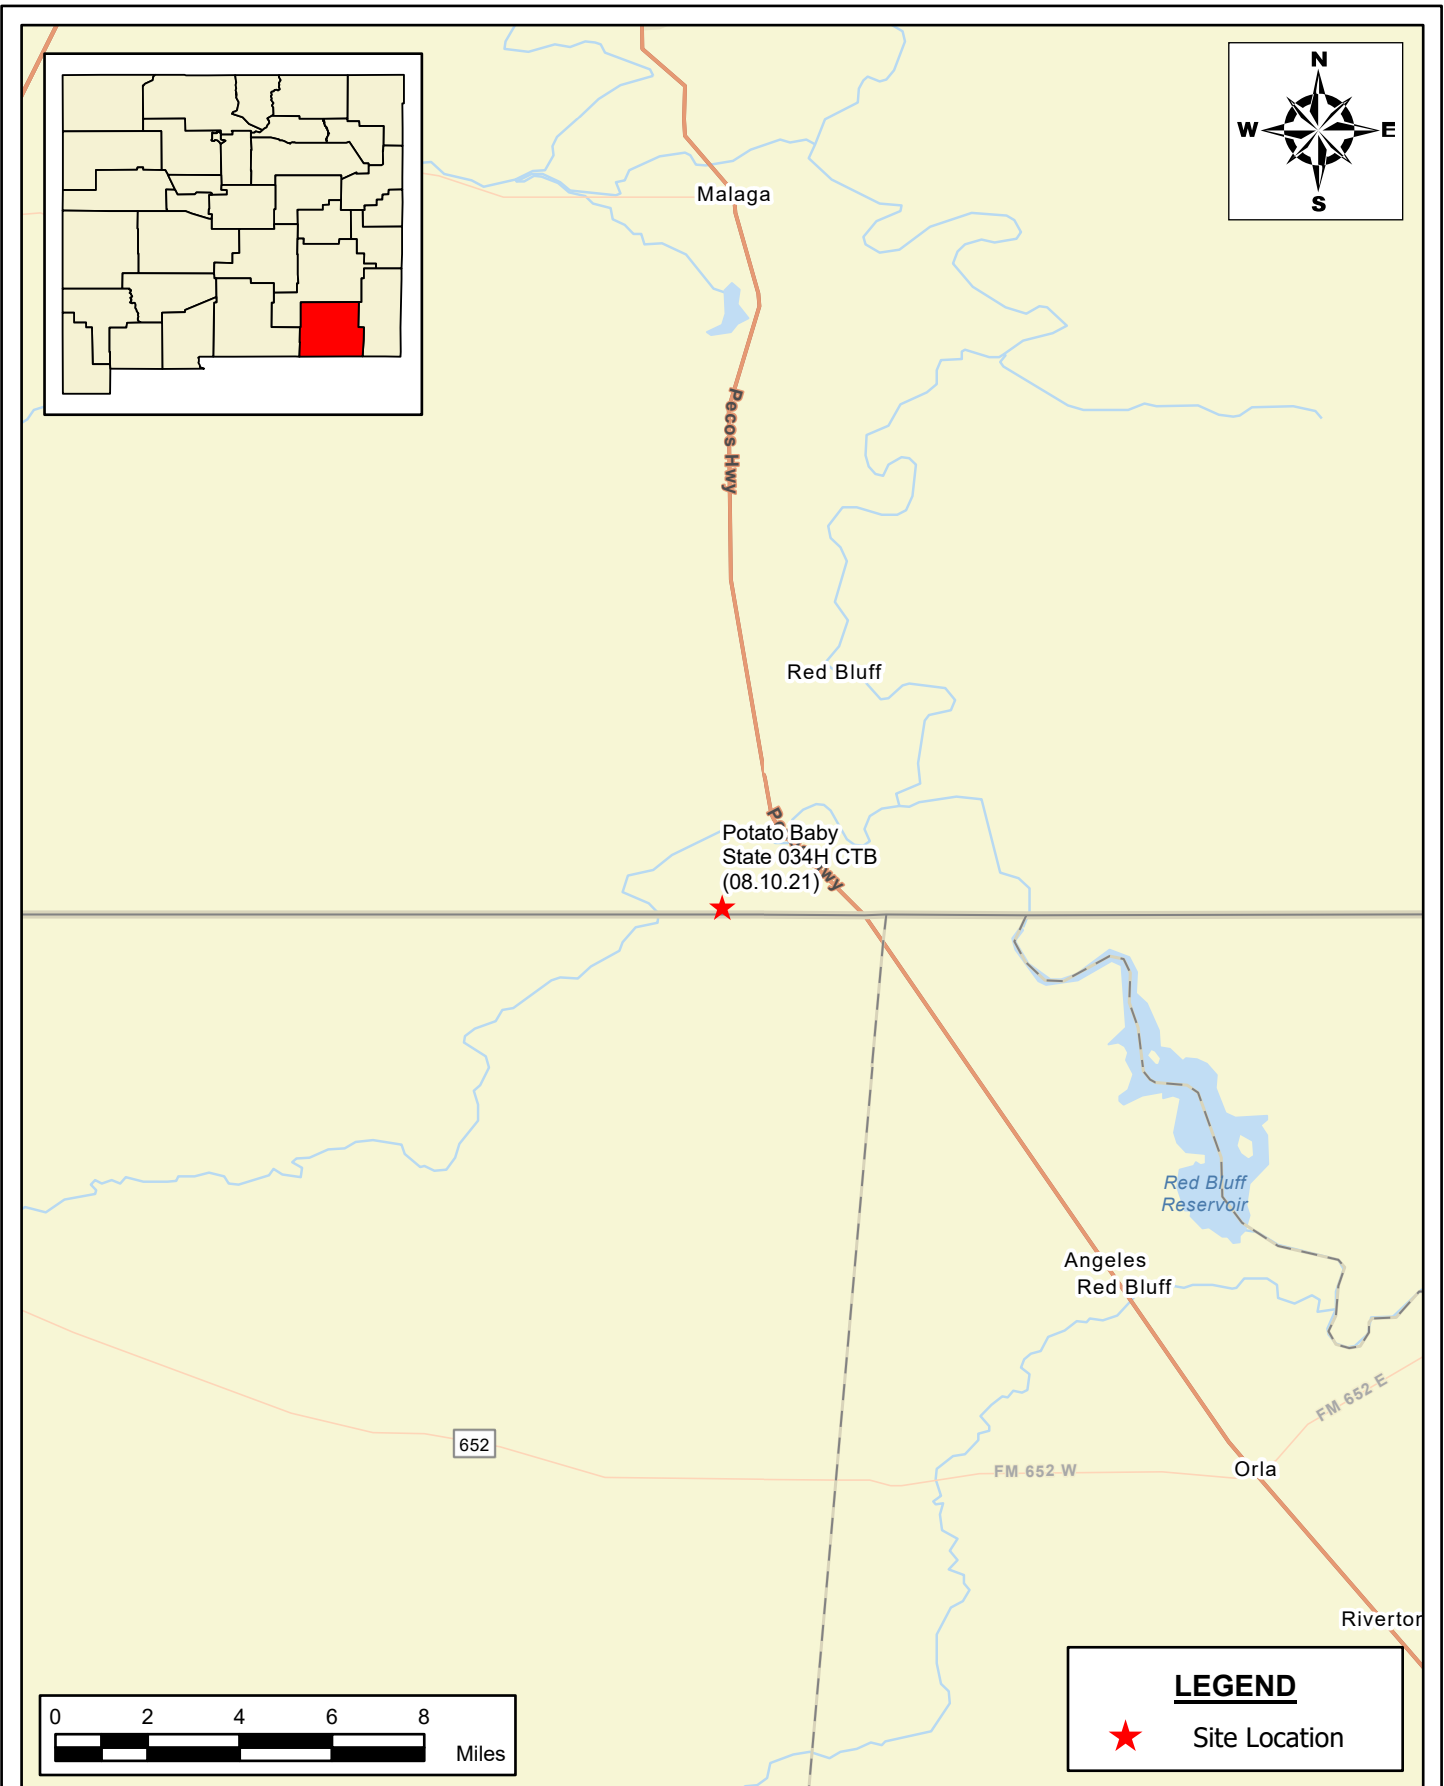 N
W E
S
Malaga
Pecos Hwy
Red Bluff
Potato Baby
State 034H CTB
(08.10.21)
Red Bluff
Reservoir
Angeles
Red Bluff
FM 652 E
652
FM 652 W
Orla
Riverton
LEGEND
Site Location
0 2 4 6 8
Miles